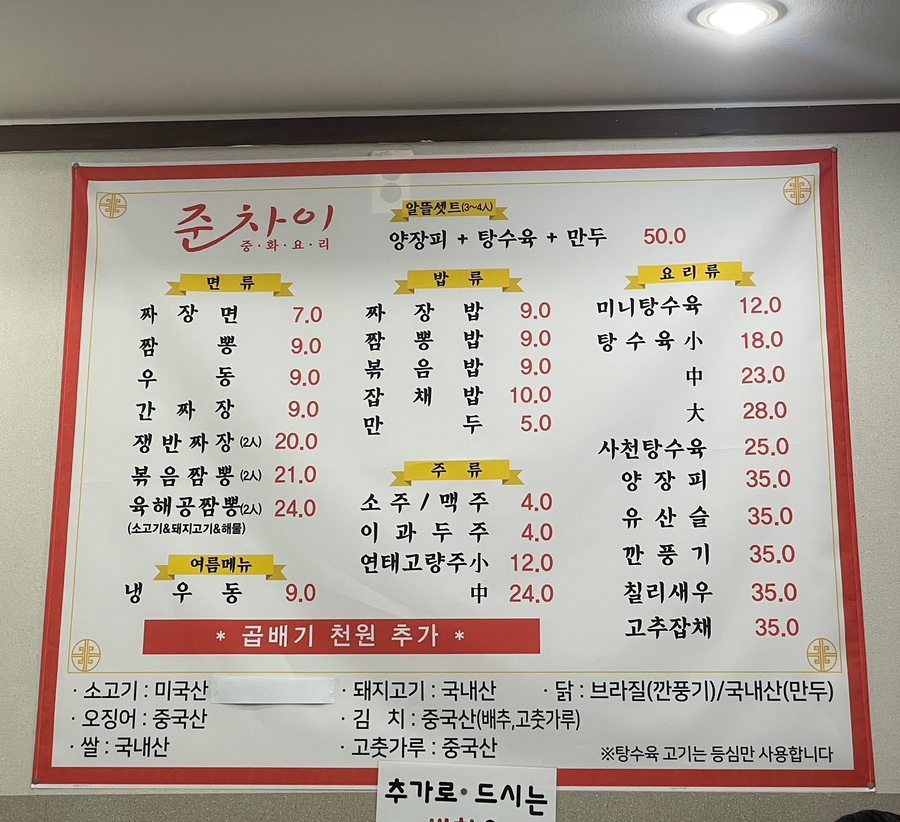 준차이
중·화·요·리
알뜰셋트(3~4人)
양장피 + 탕수육 + 만두 50.0
면 류
짜 장 면 7.0
짬 뽕 9.0
우 동 9.0
간 짜 장 9.0
쟁 반 짜 장 (2人) 20.0
볶 음 짬 뽕 (2人) 21.0
육해공짬뽕(2人) 24.0
(소고기&돼지고기&해물)
여름메뉴
냉 우 동 9.0
밥 류
짜 장 밥 9.0
짬 뽕 밥 9.0
볶 음 밥 9.0
잡 채 밥 10.0
만 두 5.0
주 류
소 주 / 맥 주 4.0
이 과 두 주 4.0
연태고량주小 12.0
中 24.0
요 리 류
미니탕수육 12.0
탕 수 육 小 18.0
中 23.0
大 28.0
사천탕수육 25.0
양 장 피 35.0
유 산 슬 35.0
깐 풍 기 35.0
칠리새우 35.0
고추잡채 35.0
* 곱배기 천원 추가 *
· 소고기 : 미국산 · 돼지고기 : 국내산 · 닭 : 브라질(깐풍기)/국내산(만두)
· 오징어 : 중국산 · 김 치 : 중국산(배추,고춧가루)
· 쌀 : 국내산 · 고춧가루 : 중국산 ※탕수육 고기는 등심만 사용합니다
추가로 드시는